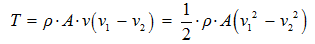 T = ρ·A·v(v₁ − v₂) = 1/2·ρ·A(v₁² − v₂²)